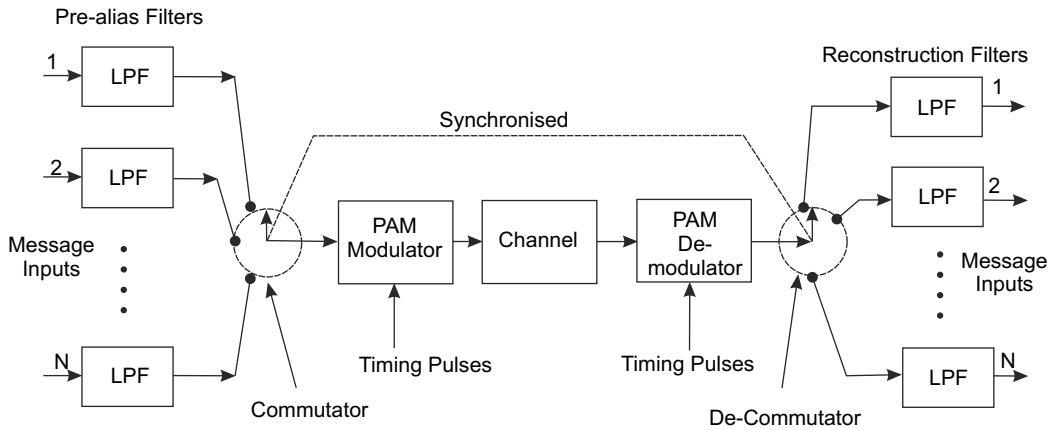 Pre-alias Filters
1
LPF
2
LPF
Message
Inputs
N
LPF
Commutator
Synchronised
PAM
Modulator
Timing Pulses
Channel
PAM
De-
modulator
Timing Pulses
De-Commutator
Reconstruction Filters
LPF
1
LPF
2
Message
Inputs
LPF
N